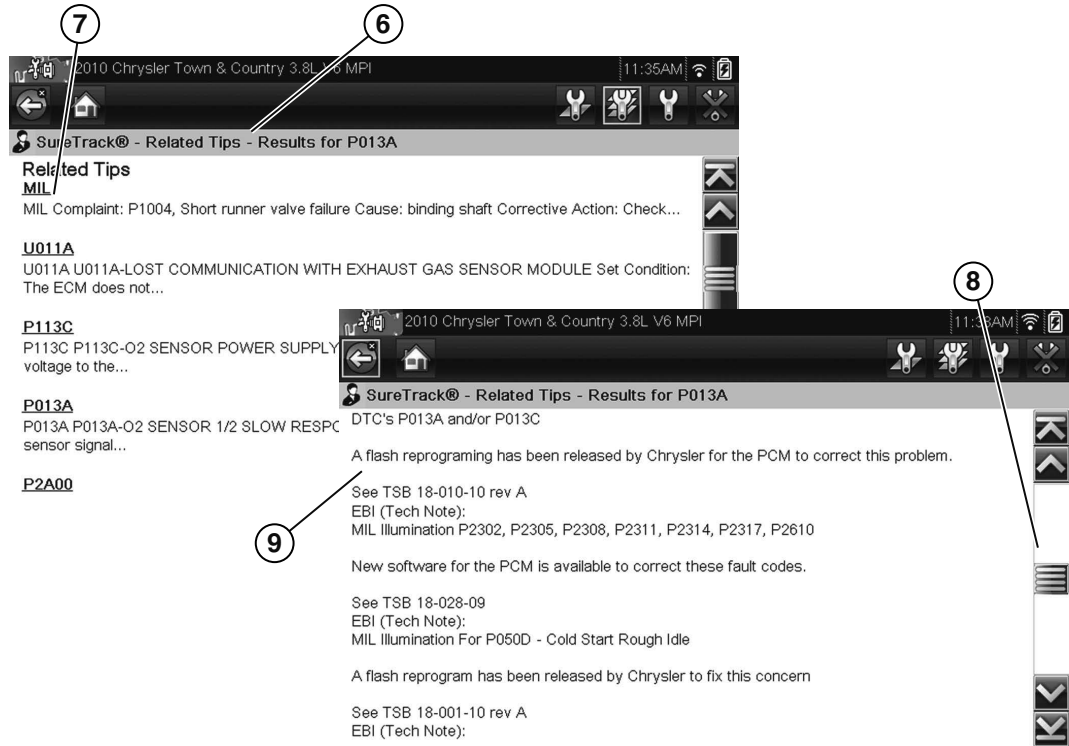 7
6
2010 Chrysler Town & Country 3.8L V6 MPI
11:35AM
SureTrack® - Related Tips - Results for P013A
Related Tips
MIL
MIL Complaint: P1004, Short runner valve failure Cause: binding shaft Corrective Action: Check...
U011A
U011A U011A-LOST COMMUNICATION WITH EXHAUST GAS SENSOR MODULE Set Condition:
The ECM does not...
P113C
P113C P113C-O2 SENSOR POWER SUPPLY
voltage to the...
P013A
P013A P013A-O2 SENSOR 1/2 SLOW RESPO
sensor signal...
P2A00
8
2010 Chrysler Town & Country 3.8L V6 MPI
11:38AM
SureTrack® - Related Tips - Results for P013A
DTC's P013A and/or P013C
A flash reprograming has been released by Chrysler for the PCM to correct this problem.
See TSB 18-010-10 rev A
EBI (Tech Note):
MIL Illumination P2302, P2305, P2308, P2311, P2314, P2317, P2610
9
New software for the PCM is available to correct these fault codes.
See TSB 18-028-09
EBI (Tech Note):
MIL Illumination For P050D - Cold Start Rough Idle
A flash reprogram has been released by Chrysler to fix this concern
See TSB 18-001-10 rev A
EBI (Tech Note):